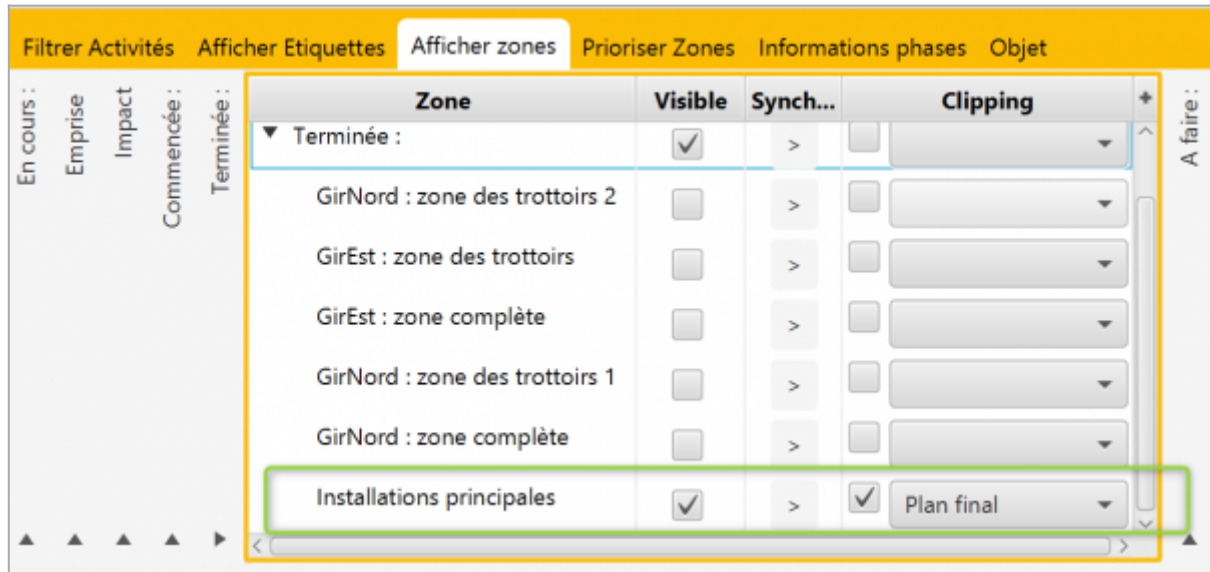 Filtrer Activités Afficher Etiquettes Afficher zones Prioriser Zones Informations phases Objet
En cours :
Emprise
Impact
Commencée :
Terminée :
Zone Visible Synch... Clipping +
Terminée : >
GirNord : zone des trottoirs 2 >
GirEst : zone des trottoirs >
GirEst : zone complète >
GirNord : zone des trottoirs 1 >
GirNord : zone complète >
Installations principales > Plan final
A faire :